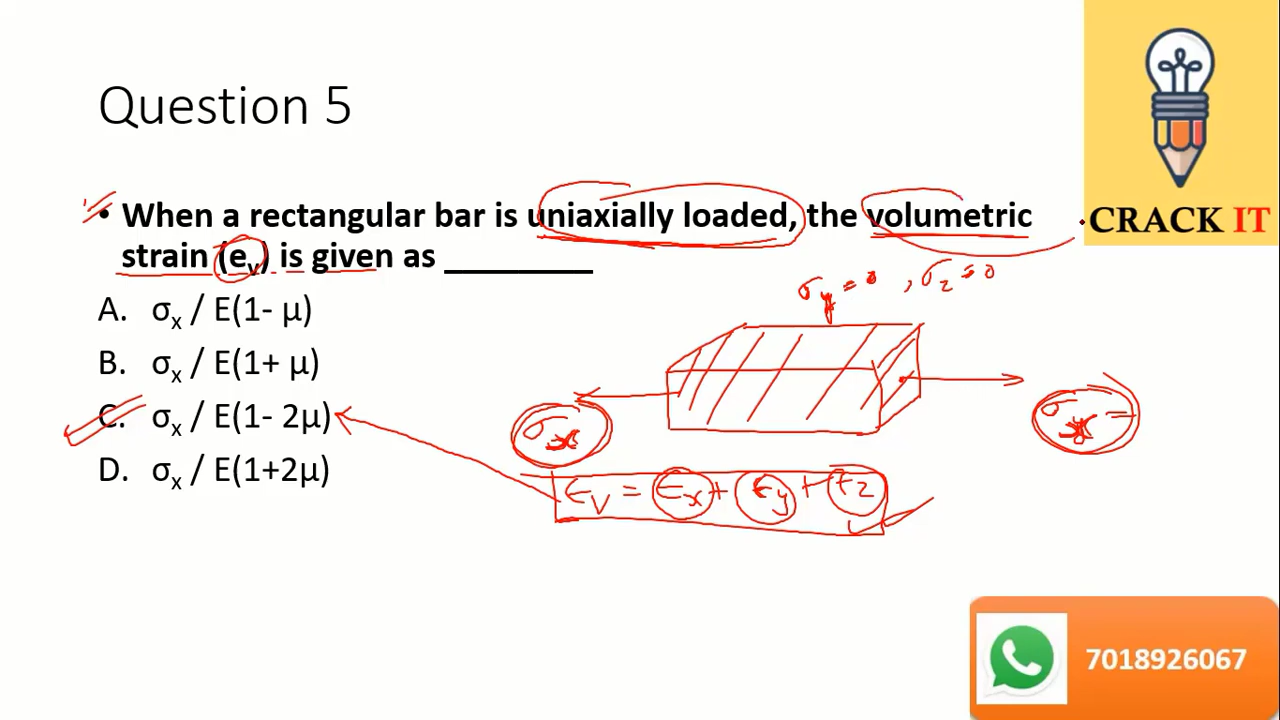 Question 5
• When a rectangular bar is uniaxially loaded, the volumetric
strain (eᵥ) is given as _________
A. σₓ / E(1- μ)
B. σₓ / E(1+ μ)
C. σₓ / E(1- 2μ)
D. σₓ / E(1+2μ)
CRACK IT
σy = 0 , σz = 0
σx
ϵv = ϵx + ϵy + ϵz
7018926067